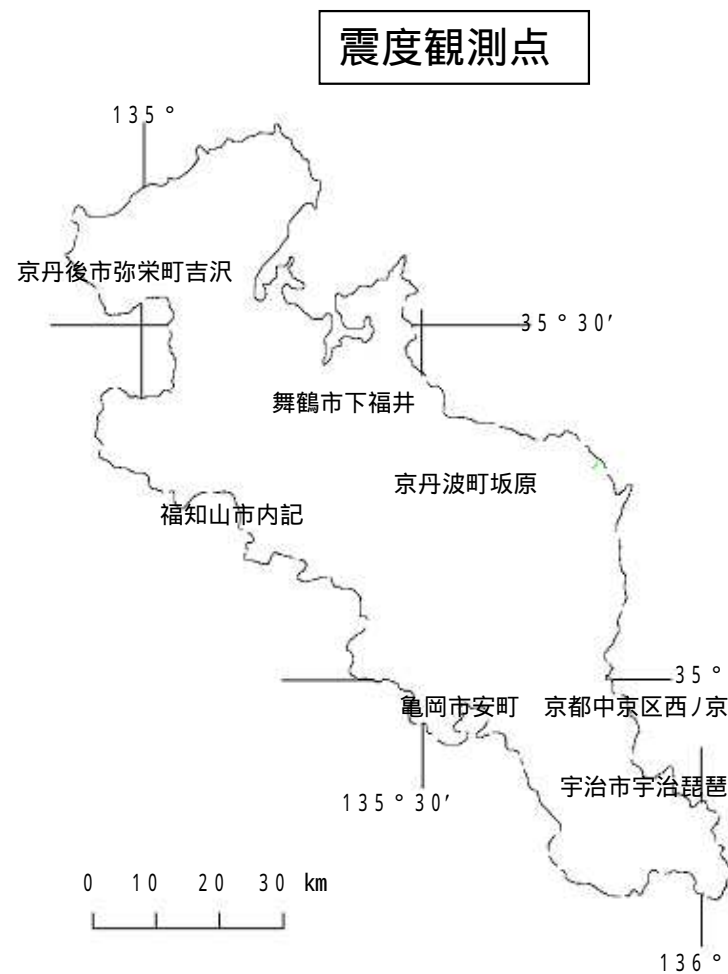 震度観測点
135°
京丹後市弥栄町吉沢
35°30′
舞鶴市下福井
京丹波町坂原
福知山市内記
35°
亀岡市安町
京都中京区西ノ京
135°30′
宇治市宇治琵琶
0 10 20 30 km
136°